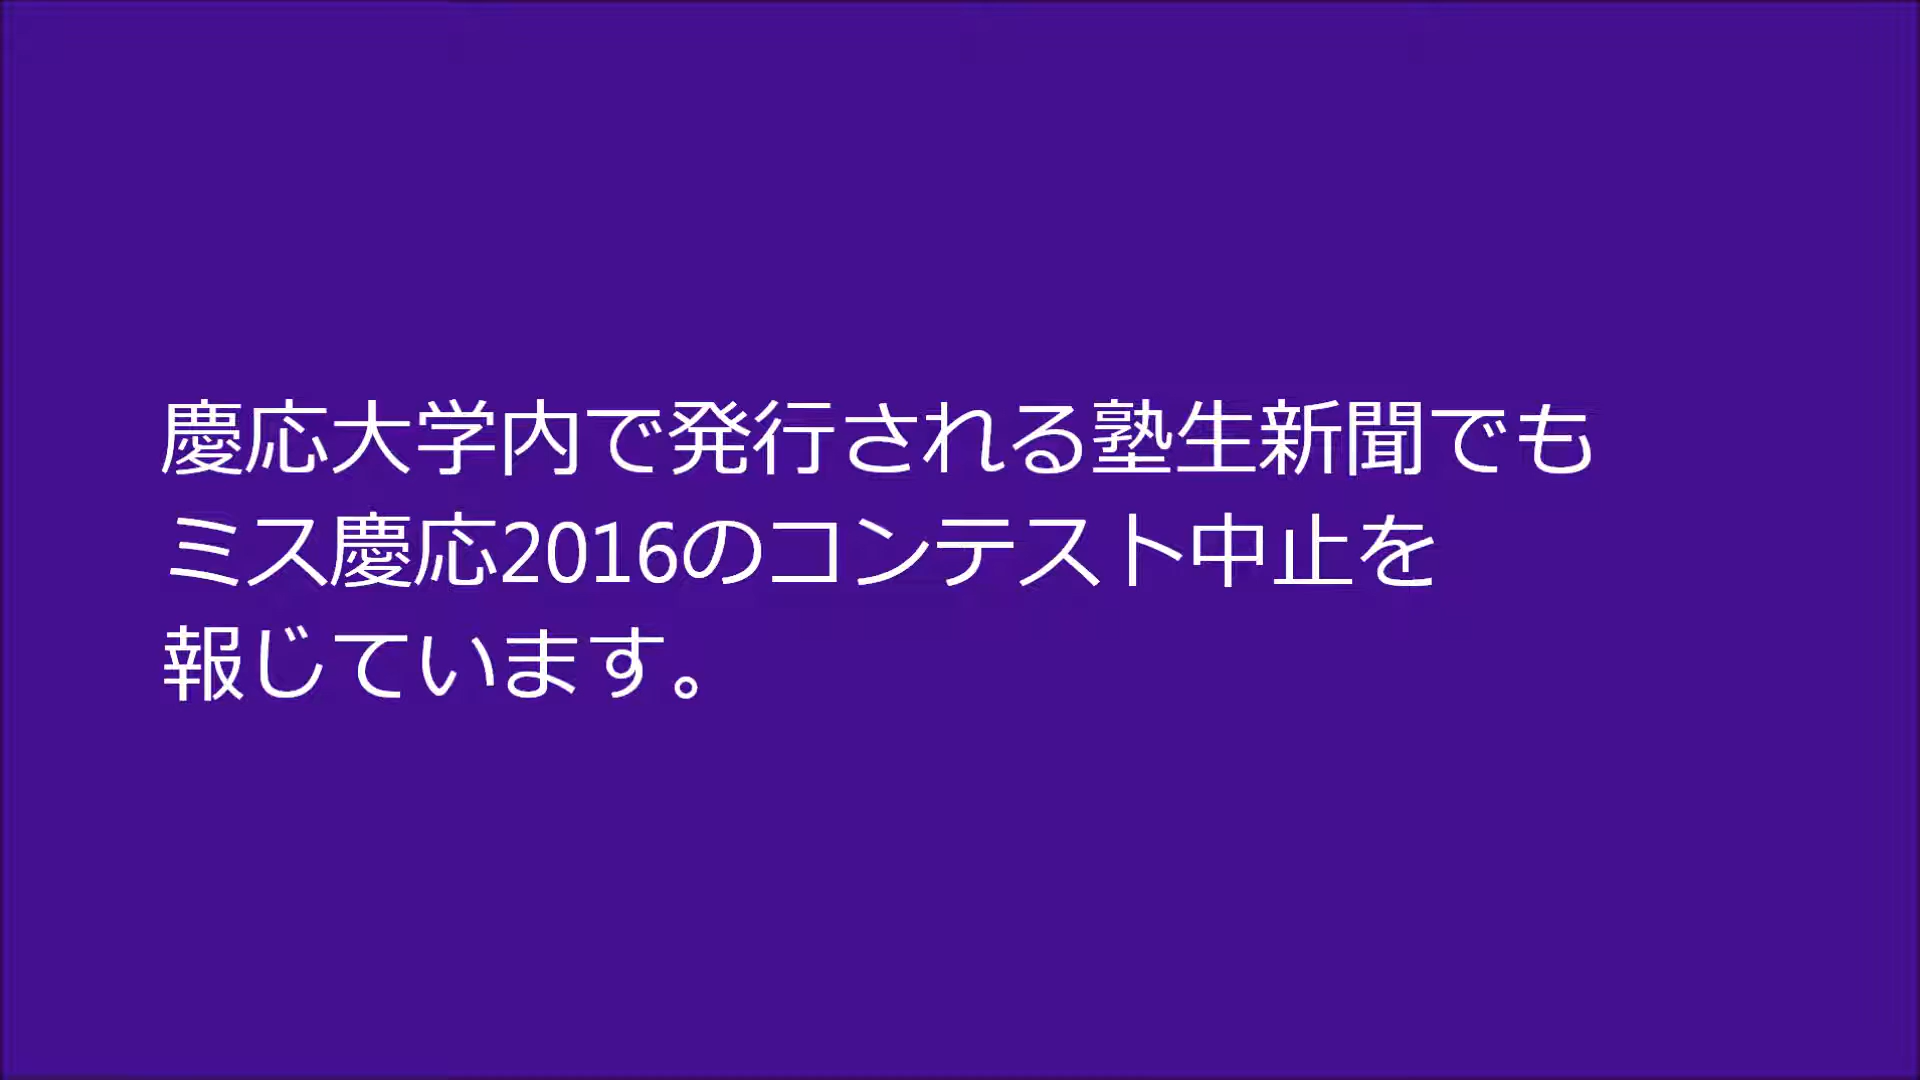 慶応大学内で発行される塾生新聞でも
ミス慶応2016のコンテスト中止を
報じています。